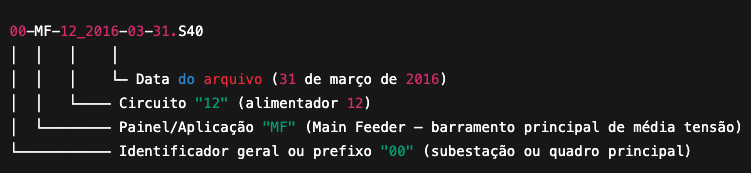 00-MF-12_2016-03-31.S40
Data do arquivo (31 de março de 2016)
Circuito "12" (alimentador 12)
Painel/Aplicação "MF" (Main Feeder – barramento principal de média tensão)
Identificador geral ou prefixo "00" (subestação ou quadro principal)